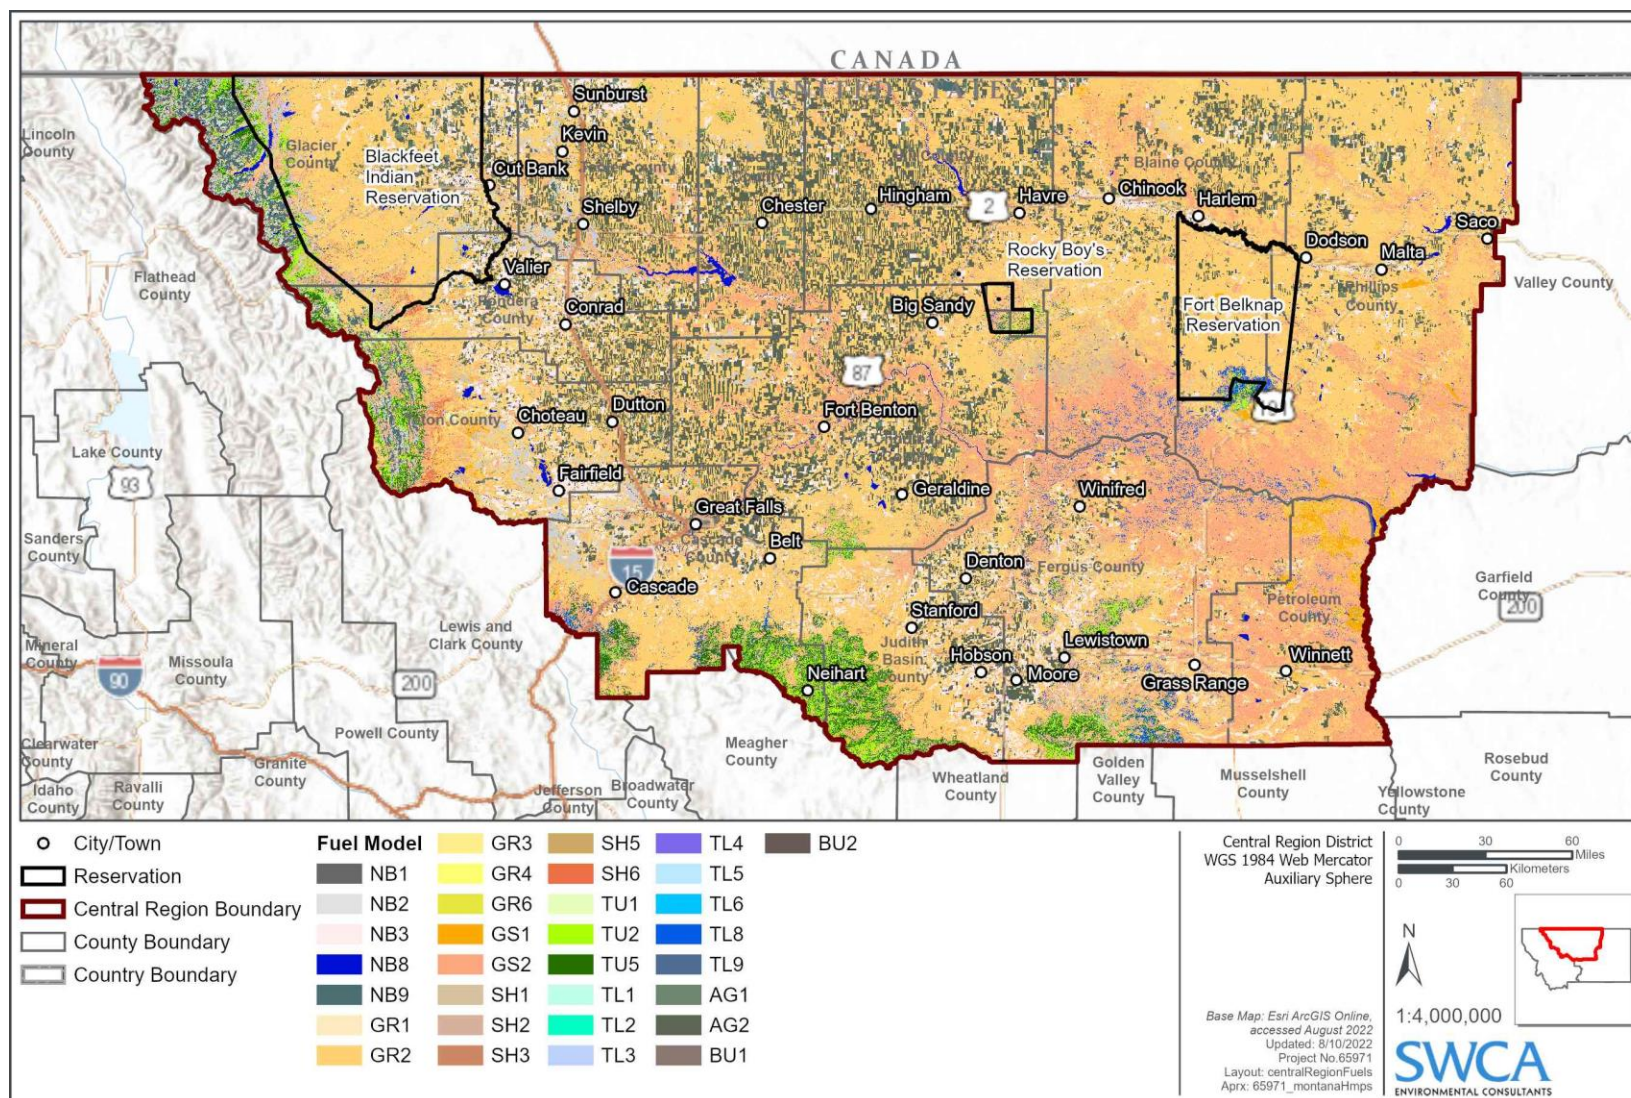 CANADA
UNITED STATES
Sunburst
Kevin
Lincoln
County
Glacier
County
Blackfeet
Indian
Reservation
Cut Bank
Blaine County
Shelby
Chester
Hingham
2
Havre
Chinook
Harlem
Saco
Rocky Boy's
Reservation
Dodson
Malta
Flathead
County
Valier
Pondera
County
Conrad
Big Sandy
Fort Belknap
Reservation
Phillips
County
Valley County
87
Choteau
Dutton
Fort Benton
Lake County
93
Fairfield
Geraldine
Winifred
Great Falls
Cascade
County
Belt
Sanders
County
15
Denton
Fergus County
Garfield
County
200
Cascade
Stanford
Petroleum
County
Lewis and
Clark County
Judith
Basin
County
Lewistown
Mineral
County
90
Missoula
County
200
Neihart
Hobson
Moore
Grass Range
Winnett
Powell County
Meagher
County
Clearwater
County
Granite
County
Wheatland
County
Golden
Valley
County
Musselshell
County
Rosebud
County
Idaho
County
Ravalli
County
Jefferson
County
Broadwater
County
Yellowstone
County
City/Town
Reservation
Central Region Boundary
County Boundary
Country Boundary
Fuel Model
NB1
NB2
NB3
NB8
NB9
GR1
GR2
GR3
GR4
GR6
GS1
GS2
SH1
SH2
SH3
SH5
SH6
TU1
TU2
TU5
TL1
TL2
TL3
TL4
TL5
TL6
TL8
TL9
AG1
AG2
BU1
BU2
Central Region District
WGS 1984 Web Mercator
Auxiliary Sphere
Base Map: Esri ArcGIS Online,
accessed August 2022
Updated: 8/10/2022
Project No.65971
Layout: centralRegionFuels
Aprx: 65971_montanaHmps
0 30 60
Miles
Kilometers
0 30 60
N
1:4,000,000
SWCA
ENVIRONMENTAL CONSULTANTS